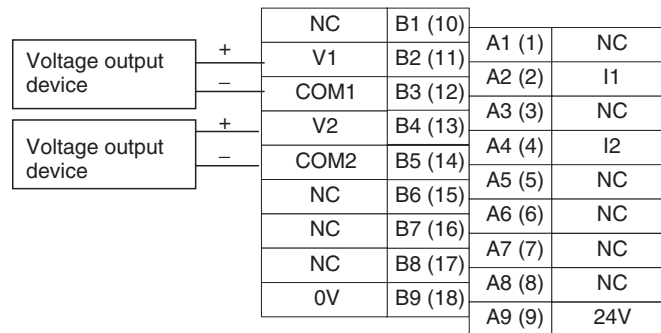 Voltage output
device
+
−
Voltage output
device
+
−
NC B1 (10)
V1 B2 (11)
COM1 B3 (12)
V2 B4 (13)
COM2 B5 (14)
NC B6 (15)
NC B7 (16)
NC B8 (17)
0V B9 (18)
A1 (1) NC
A2 (2) I1
A3 (3) NC
A4 (4) I2
A5 (5) NC
A6 (6) NC
A7 (7) NC
A8 (8) NC
A9 (9) 24V